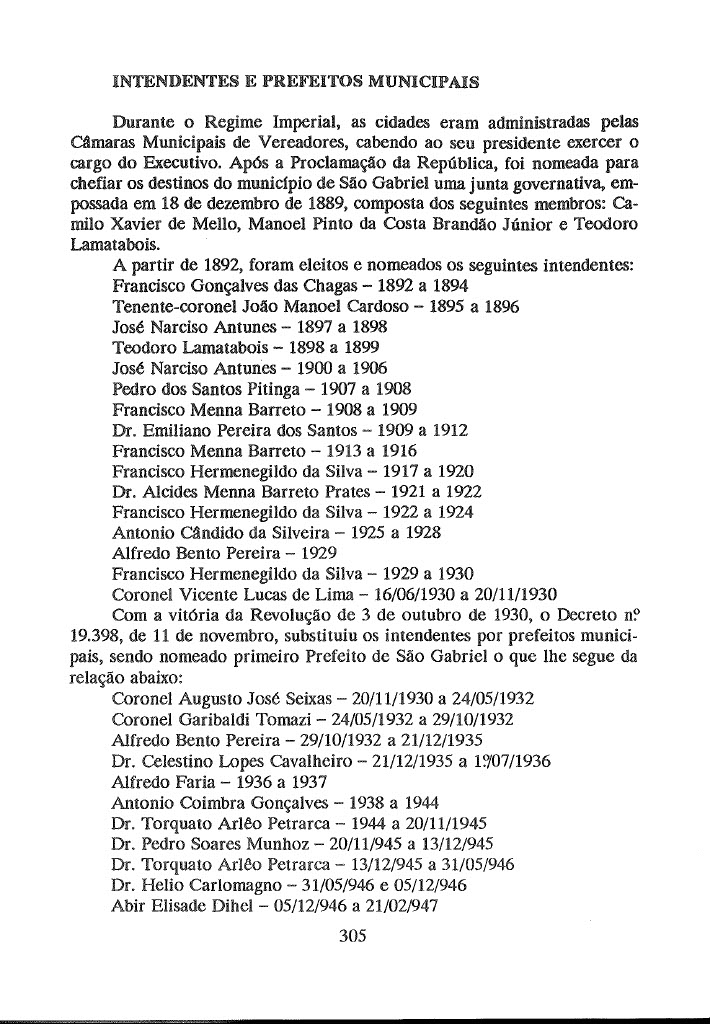 INTENDENTES E PREFEITOS MUNICIPAIS
Durante o Regime Imperial, as cidades eram administradas pelas
Câmaras Municipais de Vereadores, cabendo ao seu presidente exercer o
cargo do Executivo. Após a Proclamação da República, foi nomeada para
chefiar os destinos do município de São Gabriel uma junta governativa, em-
possada em 18 de dezembro de 1889, composta dos seguintes membros: Ca-
milo Xavier de Mello, Manoel Pinto da Costa Brandão Júnior e Teodoro
Lamatabois.
A partir de 1892, foram eleitos e nomeados os seguintes intendentes:
Francisco Gonçalves das Chagas – 1892 a 1894
Tenente-coronel João Manoel Cardoso – 1895 a 1896
José Narciso Antunes – 1897 a 1898
Teodoro Lamatabois – 1898 a 1899
José Narciso Antunes – 1900 a 1906
Pedro dos Santos Pitinga – 1907 a 1908
Francisco Menna Barreto – 1908 a 1909
Dr. Emiliano Pereira dos Santos – 1909 a 1912
Francisco Menna Barreto – 1913 a 1916
Francisco Hermenegildo da Silva – 1917 a 1920
Dr. Alcides Menna Barreto Prates – 1921 a 1922
Francisco Hermenegildo da Silva – 1922 a 1924
Antonio Cândido da Silveira – 1925 a 1928
Alfredo Bento Pereira – 1929
Francisco Hermenegildo da Silva – 1929 a 1930
Coronel Vicente Lucas de Lima – 16/06/1930 a 20/11/1930
Com a vitória da Revolução de 3 de outubro de 1930, o Decreto n.º
19.398, de 11 de novembro, substituiu os intendentes por prefeitos munici-
pais, sendo nomeado primeiro Prefeito de São Gabriel o que lhe segue da
relação abaixo:
Coronel Augusto José Seixas – 20/11/1930 a 24/05/1932
Coronel Garibaldi Tomazi – 24/05/1932 a 29/10/1932
Alfredo Bento Pereira – 29/10/1932 a 21/12/1935
Dr. Celestino Lopes Cavalheiro – 21/12/1935 a 1º/07/1936
Alfredo Faria – 1936 a 1937
Antonio Coimbra Gonçalves – 1938 a 1944
Dr. Torquato Arlêo Petrarca – 1944 a 20/11/1945
Dr. Pedro Soares Munhoz – 20/11/945 a 13/12/945
Dr. Torquato Arlêo Petrarca – 13/12/945 a 31/05/946
Dr. Helio Carlomagno – 31/05/946 e 05/12/946
Abir Elisade Dihel – 05/12/946 a 21/02/947
305